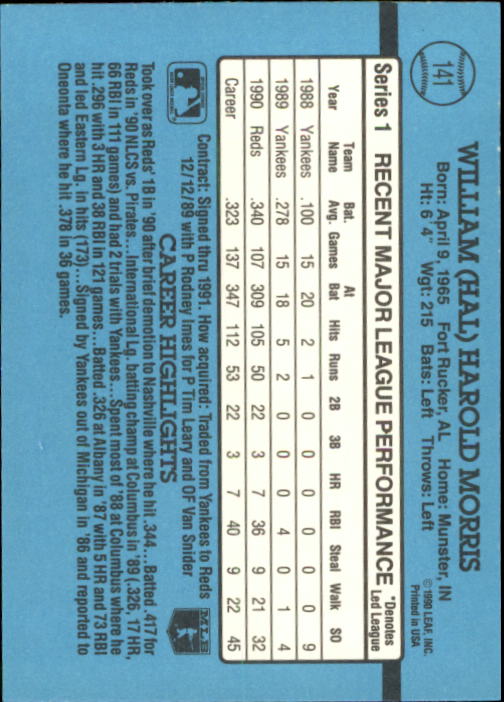 141
WILLIAM (HAL) HAROLD MORRIS
Born: April 9, 1965 Fort Rucker, AL Home: Munster, IN
Ht: 6' 4" Wgt: 215 Bats: Left Throws: Left
© 1990 LEAF, INC.
Printed in USA
Series 1 RECENT MAJOR LEAGUE PERFORMANCE *Denotes Led League
Year Team Name Bat. Avg. Games At Bat Hits Runs 2B 3B HR RBI Steal Walk SO
1988 Yankees .100 15 20 2 1 0 0 0 0 0 0 9
1989 Yankees .278 15 18 5 2 0 0 0 4 0 1 4
1990 Reds .340 107 309 105 50 22 3 7 36 9 21 32
Career .323 137 347 112 53 22 3 7 40 9 22 45
Contract: Signed thru 1991. How acquired: Traded from Yankees to Reds
12/12/89 with P Rodney Imes for P Tim Leary and OF Van Snider
CAREER HIGHLIGHTS
MLB
Took over as Reds' 1B in '90 after brief demotion to Nashville where he hit .344...Batted .417 for
Reds in '90 NLCS vs. Pirates...International Lg. batting champ at Columbus in '89 (.326, 17 HR,
66 RBI in 111 games) and had 2 trials with Yankees...Spent most of '88 at Columbus where he
hit .296 with 3 HR and 38 RBI in 121 games...Batted .326 at Albany in '87 with 5 HR and 73 RBI
and led Eastern Lg. in hits (173)...Signed by Yankees out of Michigan in '86 and reported to
Oneonta where he hit .378 in 36 games.